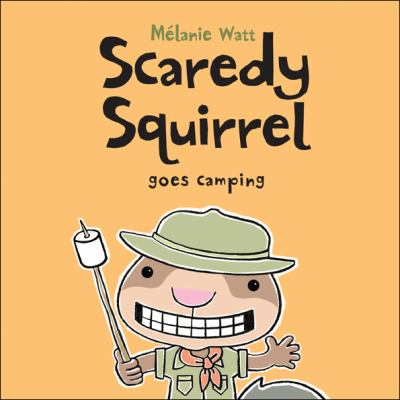 Mélanie Watt
Scaredy
Squirrel
goes camping